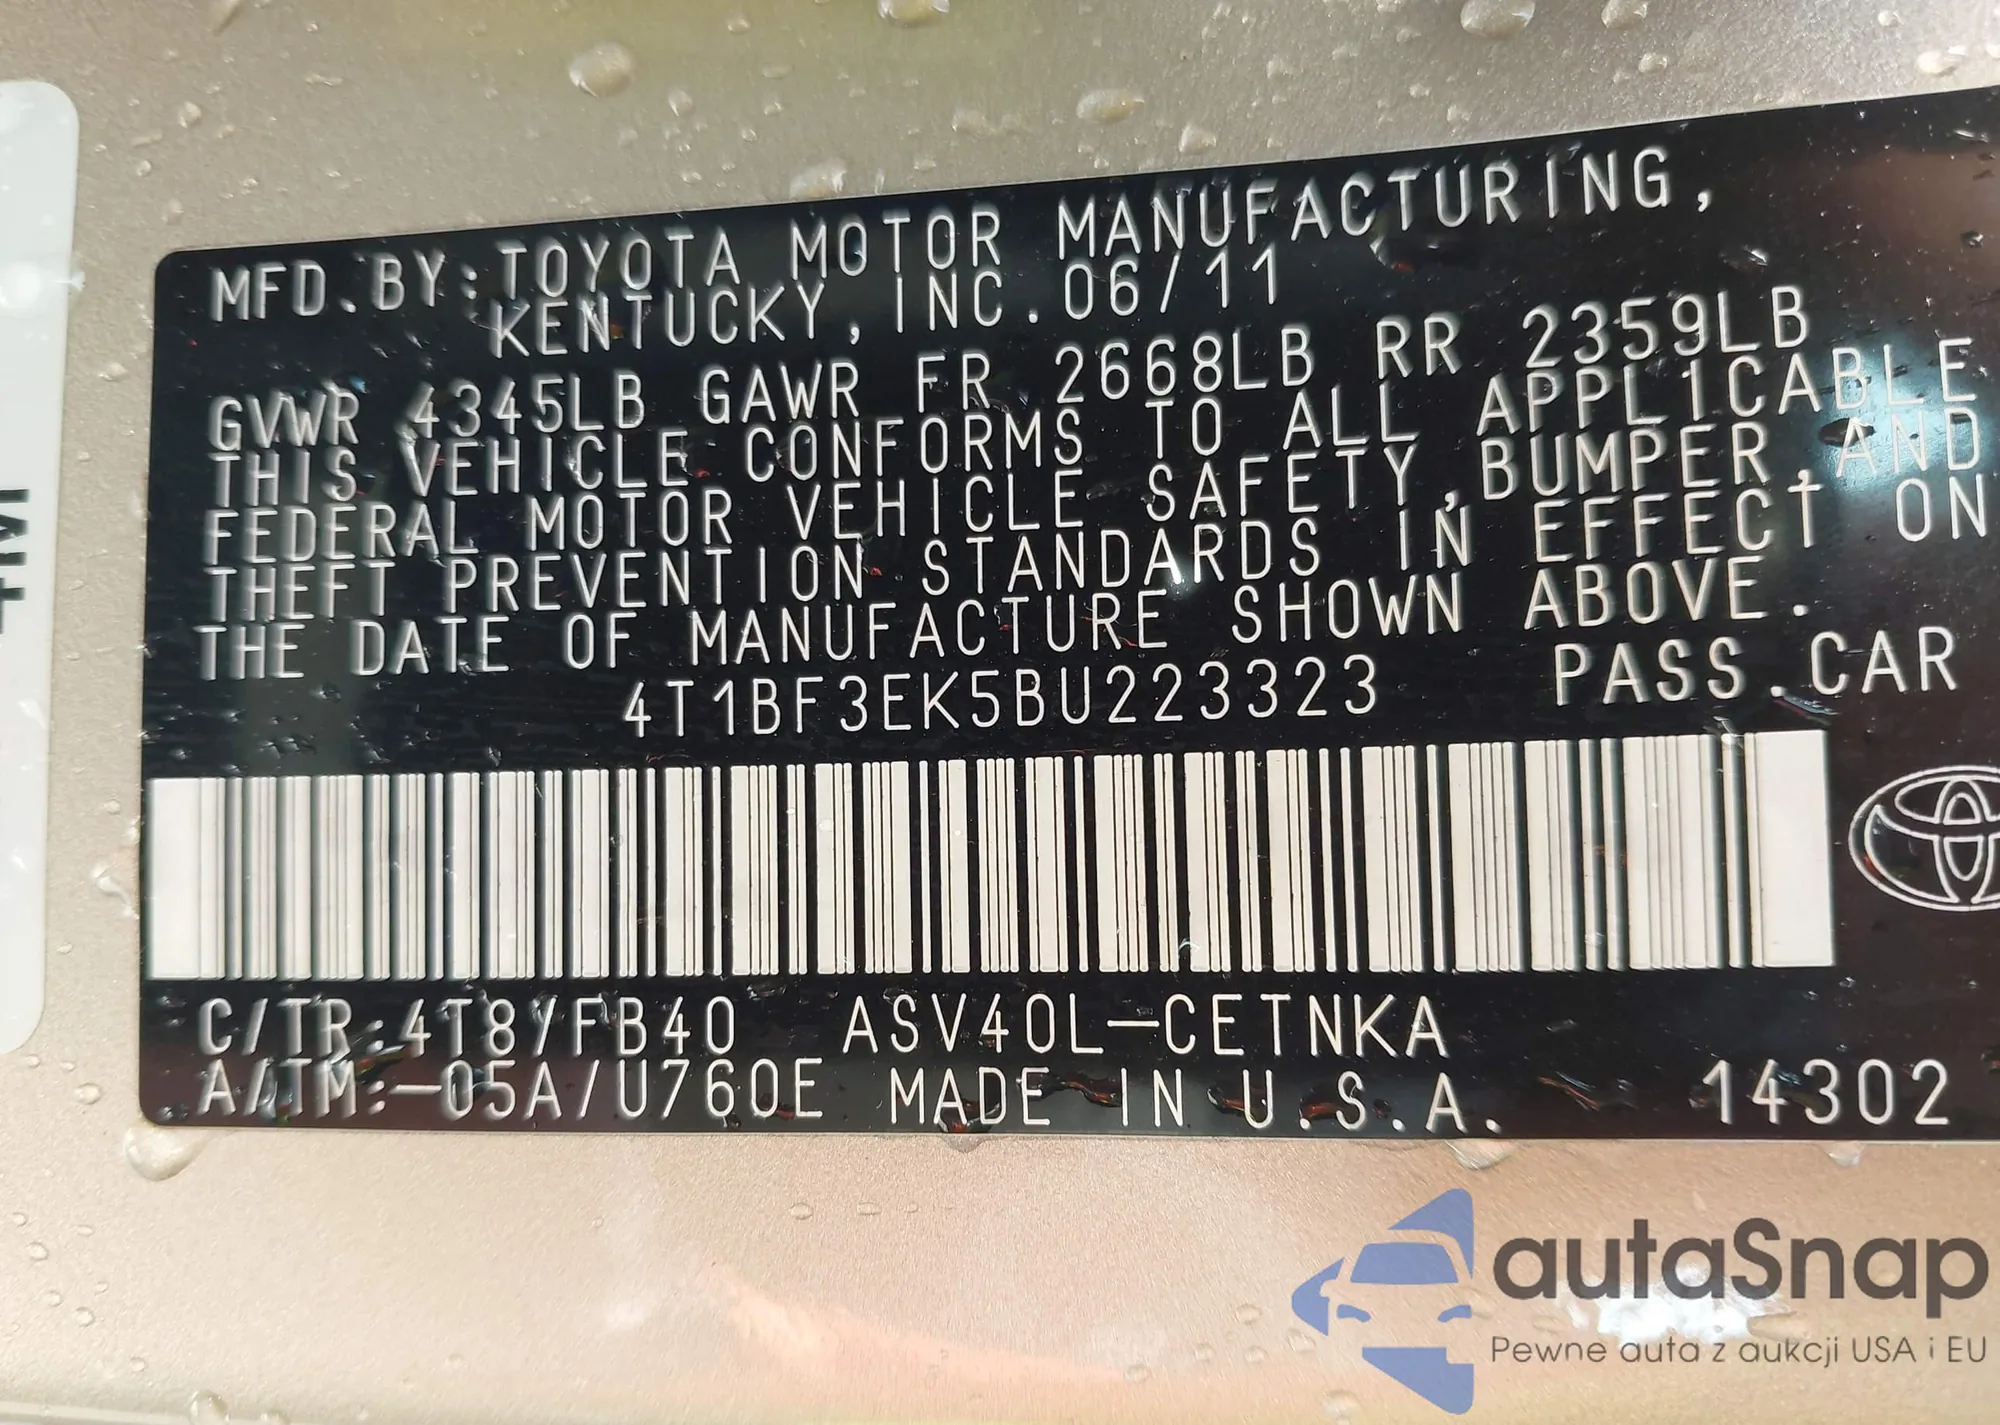 MFD.BY:TOYOTA MOTOR MANUFACTURING,
KENTUCKY, INC. 06/11
GVWR 4345LB GAWR FR 2668LB RR 2359LB
THIS VEHICLE CONFORMS TO ALL APPLICABLE
FEDERAL MOTOR VEHICLE SAFETY,BUMPER,AND
THEFT PREVENTION STANDARDS IN EFFECT ON
THE DATE OF MANUFACTURE SHOWN ABOVE.
4T1BF3EK5BU223323 PASS.CAR
C/TR:4T8/FB40 ASV40L-CETNKA
A/TM:-05A/U760E MADE IN U.S.A. 14302
autaSnap
Pewne auta z aukcji USA i EU